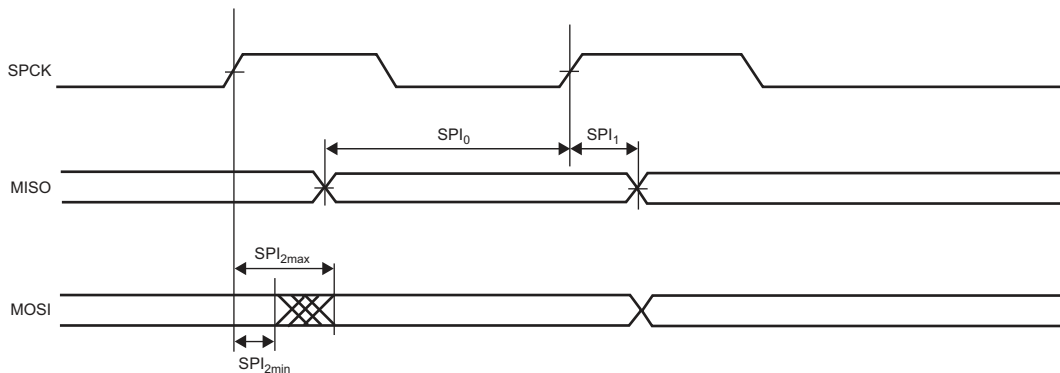 SPCK
SPI₀
SPI₁
MISO
SPI₂ₘₐₓ
MOSI
SPI₂ₘᵢₙ